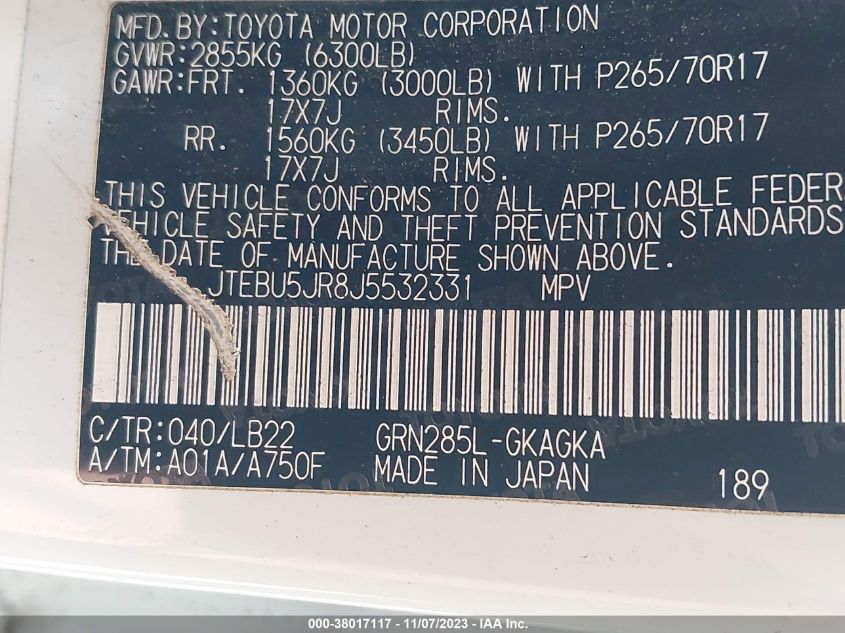 MFD.BY:TOYOTA MOTOR CORPORATION
GVWR:2855KG (6300LB)
GAWR:FRT. 1360KG (3000LB) WITH P265/70R17
17X7J RIMS.
RR. 1560KG (3450LB) WITH P265/70R17
17X7J RIMS.
THIS VEHICLE CONFORMS TO ALL APPLICABLE FEDER
VEHICLE SAFETY AND THEFT PREVENTION STANDARDS
THE DATE OF MANUFACTURE SHOWN ABOVE.
JTEBU5JR8J5532331 MPV
C/TR:040/LB22 GRN285L-GKAGKA
A/TM:A01A/A750F MADE IN JAPAN 189
000-38017117 - 11/07/2023 - © IAA Inc.